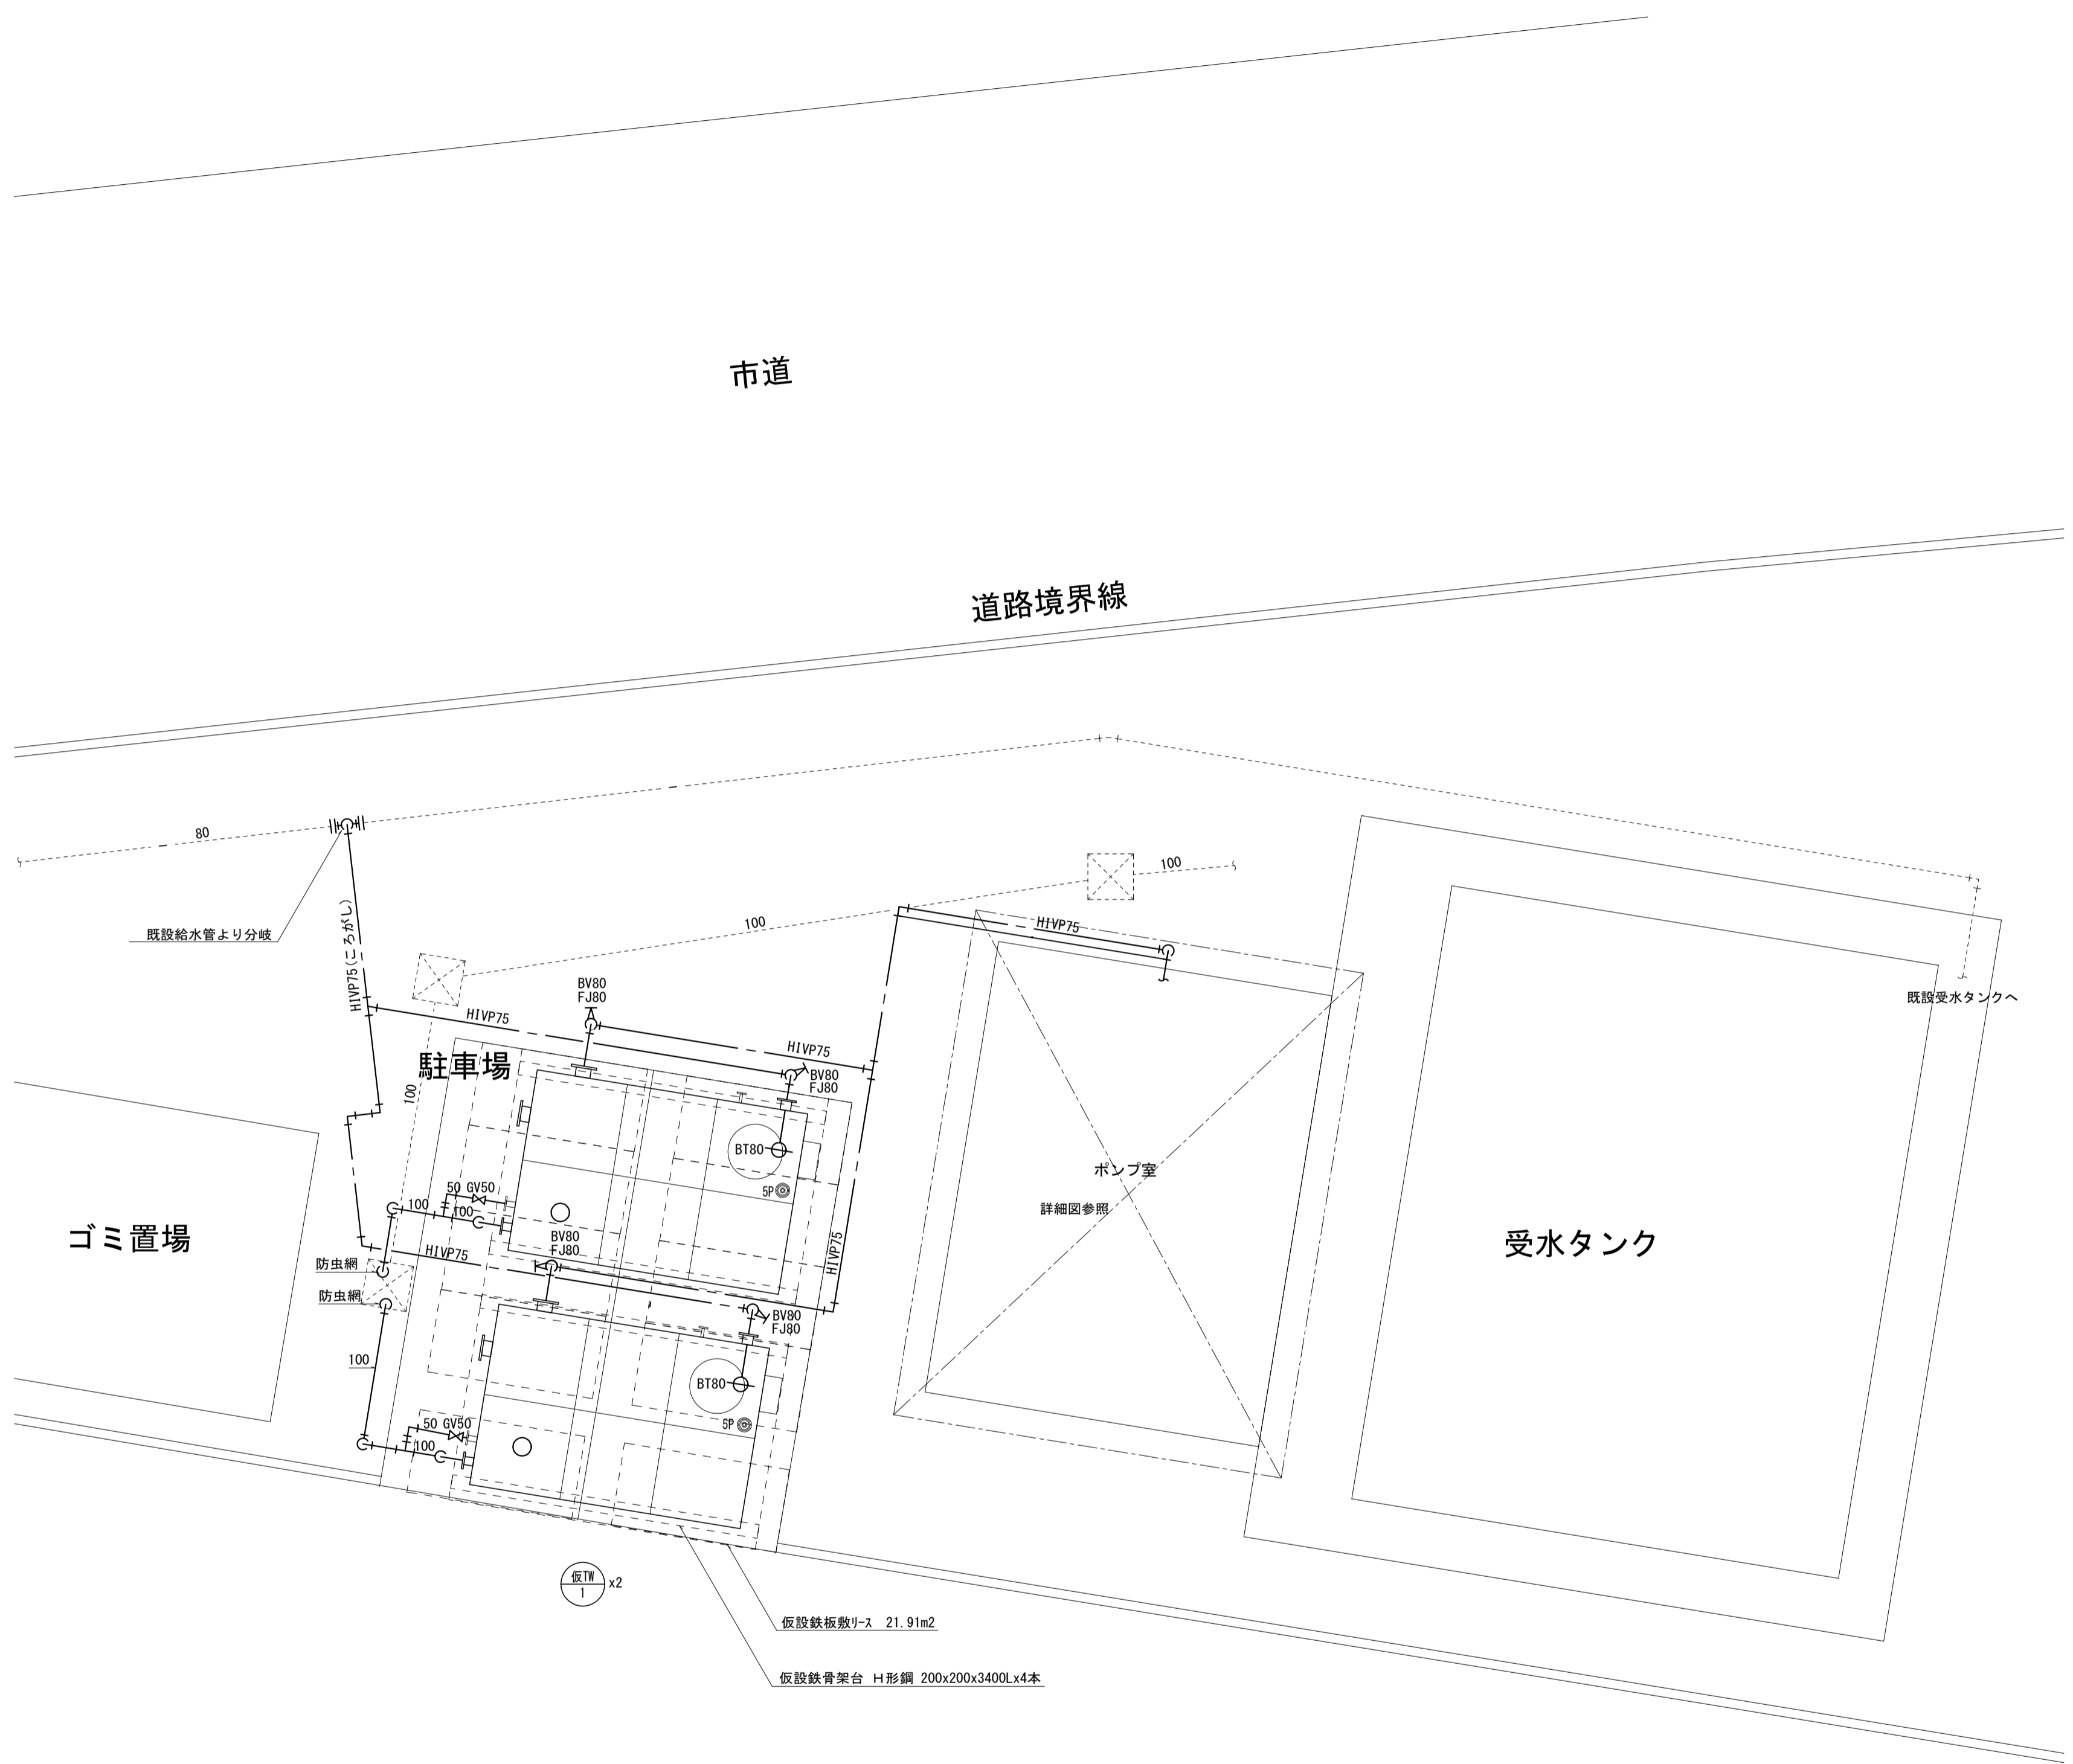 市道
道路境界線
80
100
100
既設給水管より分岐
HIVP75(ころがし)
HIVP75
既設受水タンクへ
BV80
FJ80
HIVP75
HIVP75
駐車場
BV80
FJ80
100
BT80
ポンプ室
5P
詳細図参照
50 GV50
100
100
ゴミ置場
受水タンク
BV80
FJ80
HIVP75
HIVP75
防虫網
防虫網
BV80
FJ80
100
BT80
5P
50 GV50
100
仮TW
1
x2
仮設鉄板敷リース 21.91m2
仮設鉄骨架台 H形鋼 200x200x3400Lx4本